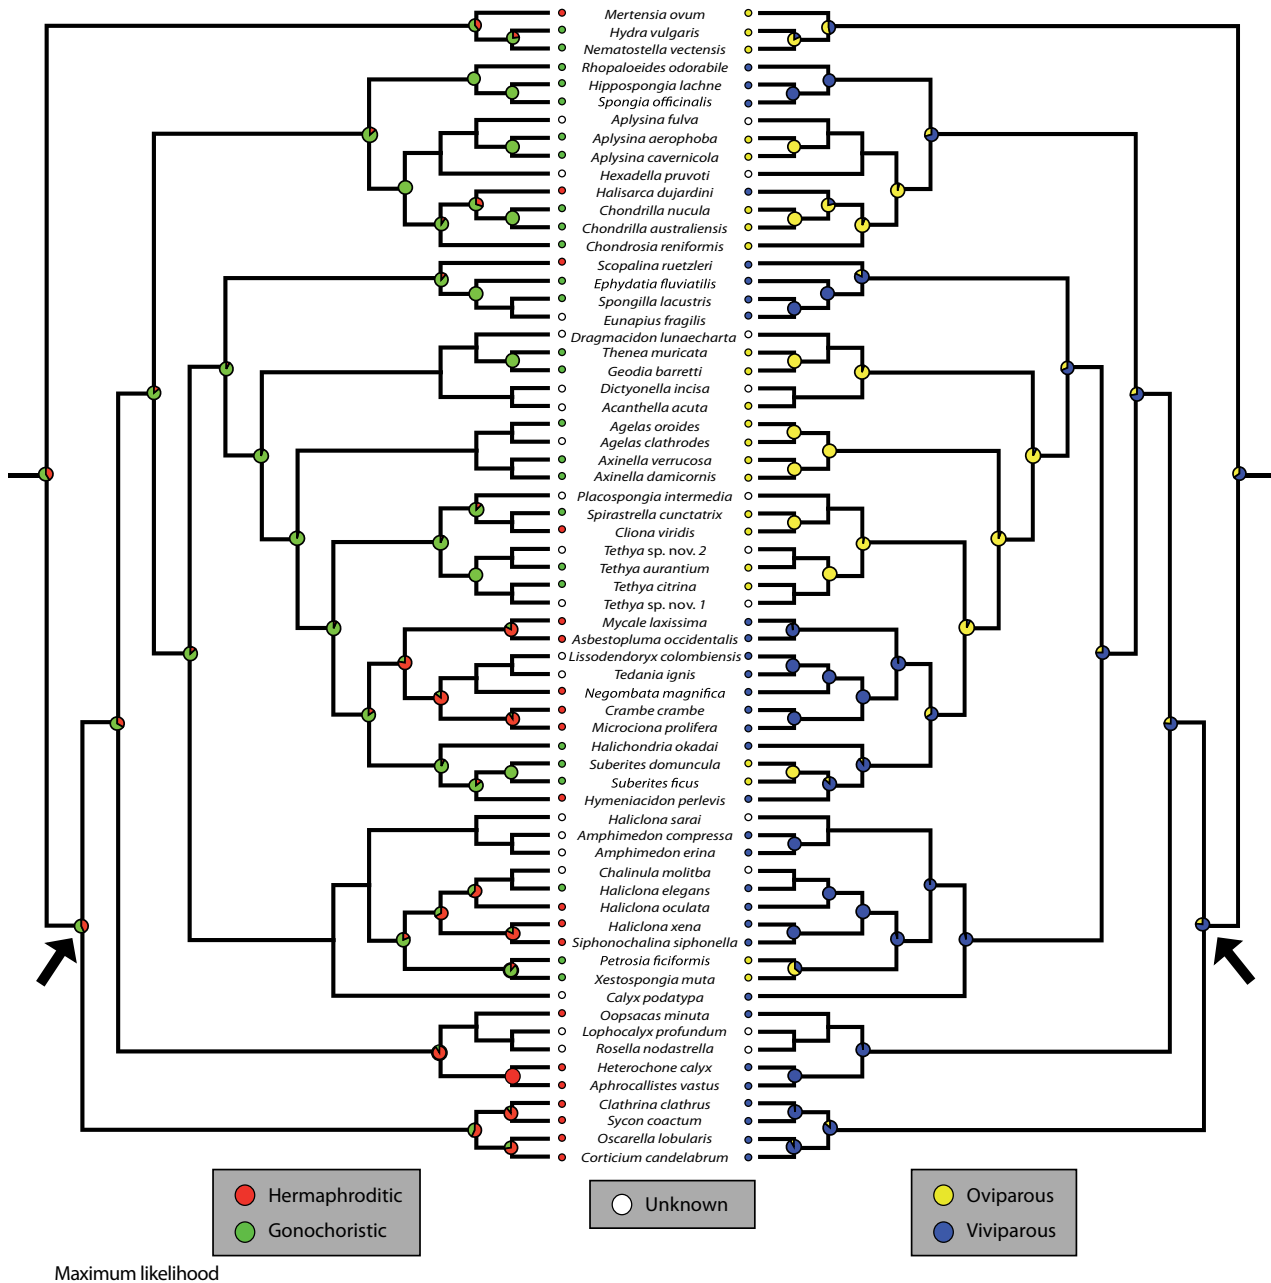 Mertensia ovum
Hydra vulgaris
Nematostella vectensis
Rhopaloeides odorabile
Hippospongia lachne
Spongia officinalis
Aplysina fulva
Aplysina aerophoba
Aplysina cavernicola
Hexadella pruvoti
Halisarca dujardini
Chondrilla nucula
Chondrilla australiensis
Chondrosia reniformis
Scopalina ruetzleri
Ephydatia fluviatilis
Spongilla lacustris
Eunapius fragilis
Dragmacidon lunaecharta
Thenea muricata
Geodia barretti
Dictyonella incisa
Acanthella acuta
Agelas oroides
Agelas clathrodes
Axinella verrucosa
Axinella damicornis
Placospongia intermedia
Spirastrella cunctatrix
Cliona viridis
Tethya sp. nov. 2
Tethya aurantium
Tethya citrina
Tethya sp. nov. 1
Mycale laxissima
Asbestopluma occidentalis
Lissodendoryx colombiensis
Tedania ignis
Negombata magnifica
Crambe crambe
Microciona prolifera
Halichondria okadai
Suberites domuncula
Suberites ficus
Hymeniacidon perlevis
Haliclona sarai
Amphimedon compressa
Amphimedon erina
Chalinula molitba
Haliclona elegans
Haliclona oculata
Haliclona xena
Siphonochalina siphonella
Petrosia ficiformis
Xestospongia muta
Calyx podatypa
Oopsacas minuta
Lophocalyx profundum
Rosella nodastrella
Heterochone calyx
Aphrocallistes vastus
Clathrina clathrus
Sycon coactum
Oscarella lobularis
Corticium candelabrum
Hermaphroditic
Gonochoristic
Unknown
Oviparous
Viviparous
Maximum likelihood